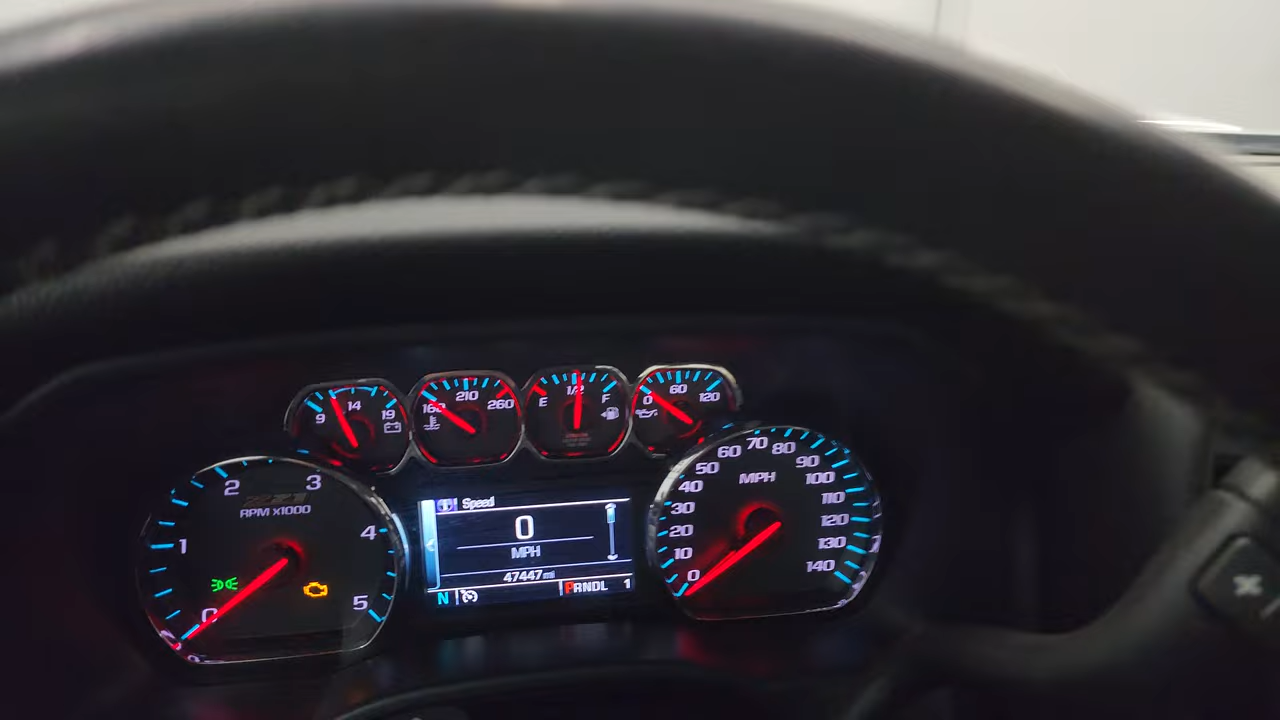 9 14 19
160 210 260
E 1/2 F
0 60 120
0 1 2 3 4 5
Z71
RPM x1000
Speed
0
MPH
47447 mi
N
PRNDL 1
0 10 20 30 40 50 60 70 80 90 100 110 120 130 140
MPH